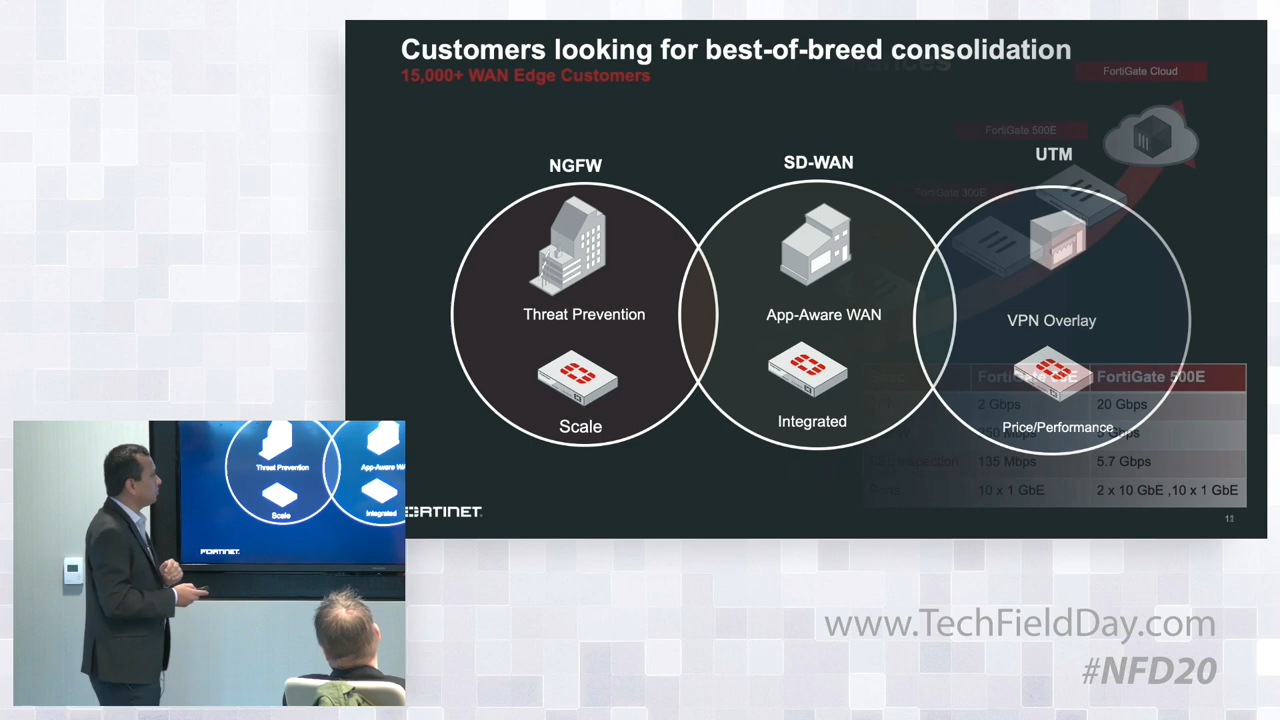 Customers looking for best-of-breed consolidation
15,000+ WAN Edge Customers
FortiGate Cloud
FortiGate 500E
FortiGate 300E
NGFW
SD-WAN
UTM
Threat Prevention
App-Aware WAN
VPN Overlay
Scale
Integrated
Price/Performance
FortiGate 500E
2 Gbps
20 Gbps
135 Mbps
5.7 Gbps
10 x 1 GbE
2 x 10 GbE ,10 x 1 GbE
FORTINET
11
Threat Prevention
Scale
Integrated
FORTINET
www.TechFieldDay.com
#NFD20